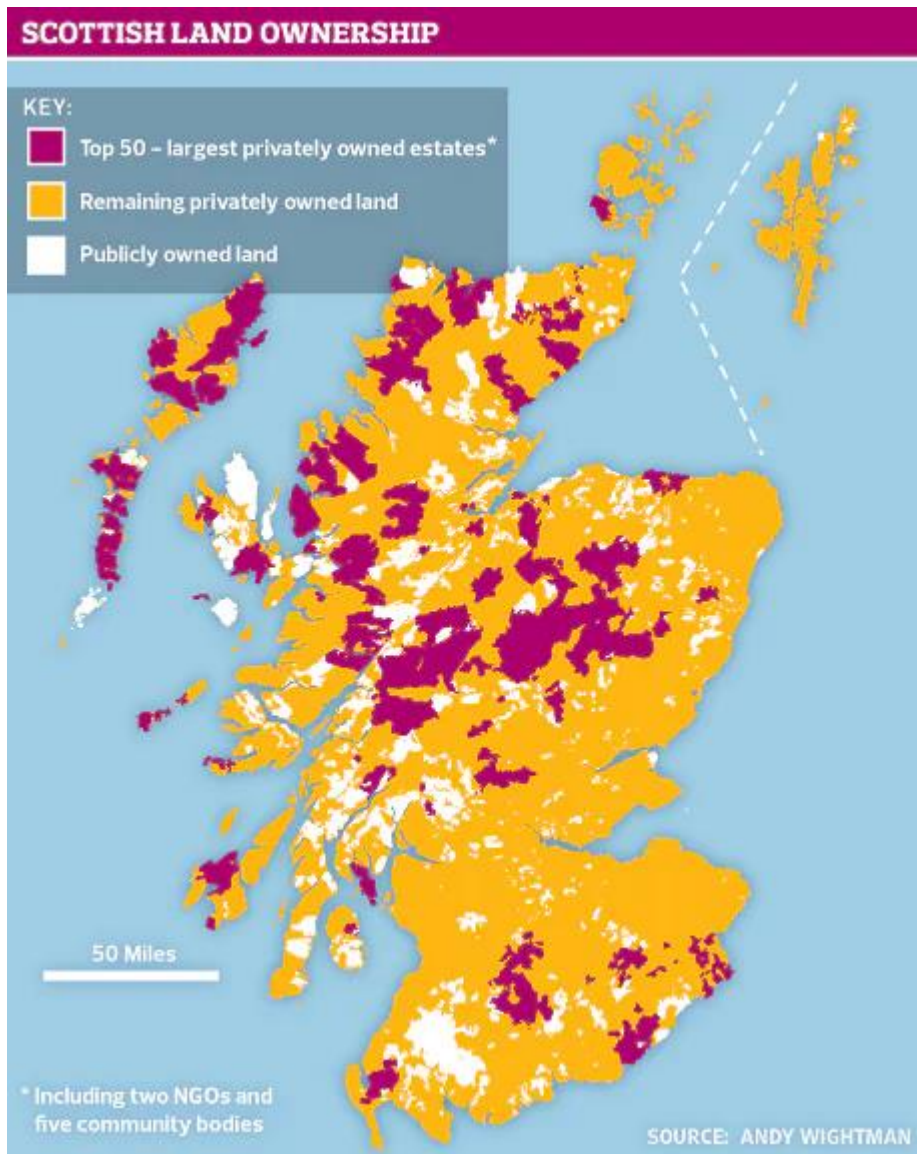 SCOTTISH LAND OWNERSHIP
KEY:
Top 50 – largest privately owned estates*
Remaining privately owned land
Publicly owned land
50 Miles
* Including two NGOs and
five community bodies
SOURCE: ANDY WIGHTMAN